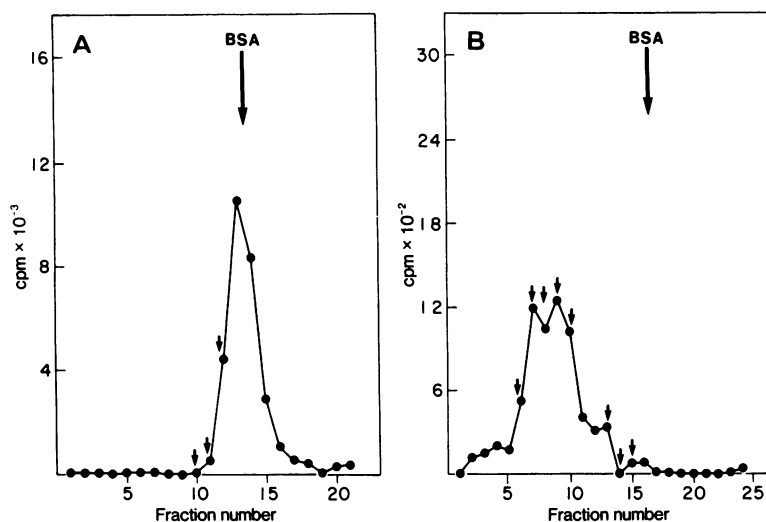 A
BSA
16
12
8
4
cpm × 10⁻³
5
10
15
20
Fraction number
B
BSA
30
24
18
12
6
cpm × 10⁻²
5
10
15
20
25
Fraction number